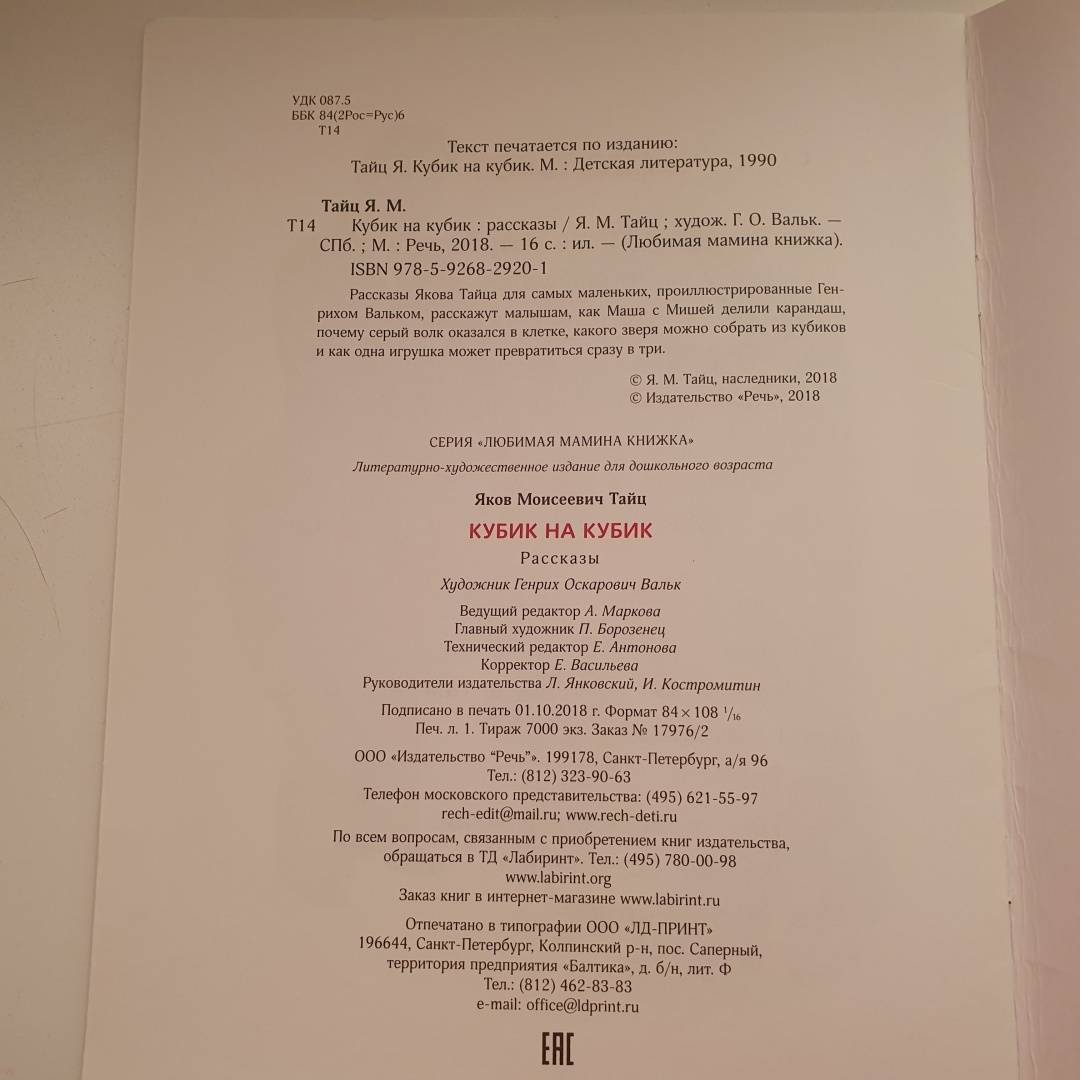 УДК 087.5
ББК 84(2Рос=Рус)6
Т14
Текст печатается по изданию:
Тайц Я. Кубик на кубик. М. : Детская литература, 1990
Тайц Я. М.
Т14 Кубик на кубик : рассказы / Я. М. Тайц ; худож. Г. О. Вальк. —
СПб. ; М. : Речь, 2018. — 16 с. : ил. — (Любимая мамина книжка).
ISBN 978-5-9268-2920-1
Рассказы Якова Тайца для самых маленьких, проиллюстрированные Ген-
рихом Вальком, расскажут малышам, как Маша с Мишей делили карандаш,
почему серый волк оказался в клетке, какого зверя можно собрать из кубиков
и как одна игрушка может превратиться сразу в три.
© Я. М. Тайц, наследники, 2018
© Издательство «Речь», 2018
СЕРИЯ «ЛЮБИМАЯ МАМИНА КНИЖКА»
Литературно-художественное издание для дошкольного возраста
Яков Моисеевич Тайц
КУБИК НА КУБИК
Рассказы
Художник Генрих Оскарович Вальк
Ведущий редактор А. Маркова
Главный художник П. Борозенец
Технический редактор Е. Антонова
Корректор Е. Васильева
Руководители издательства Л. Янковский, И. Костромитин
Подписано в печать 01.10.2018 г. Формат 84 × 108 1/16
Печ. л. 1. Тираж 7000 экз. Заказ № 17976/2
ООО «Издательство “Речь”». 199178, Санкт-Петербург, а/я 96
Тел.: (812) 323-90-63
Телефон московского представительства: (495) 621-55-97
rech-edit@mail.ru; www.rech-deti.ru
По всем вопросам, связанным с приобретением книг издательства,
обращаться в ТД «Лабиринт». Тел.: (495) 780-00-98
www.labirint.org
Заказ книг в интернет-магазине www.labirint.ru
Отпечатано в типографии ООО «ЛД-ПРИНТ»
196644, Санкт-Петербург, Колпинский р-н, пос. Саперный,
территория предприятия «Балтика», д. б/н, лит. Ф
Тел.: (812) 462-83-83
e-mail: office@ldprint.ru
EAC